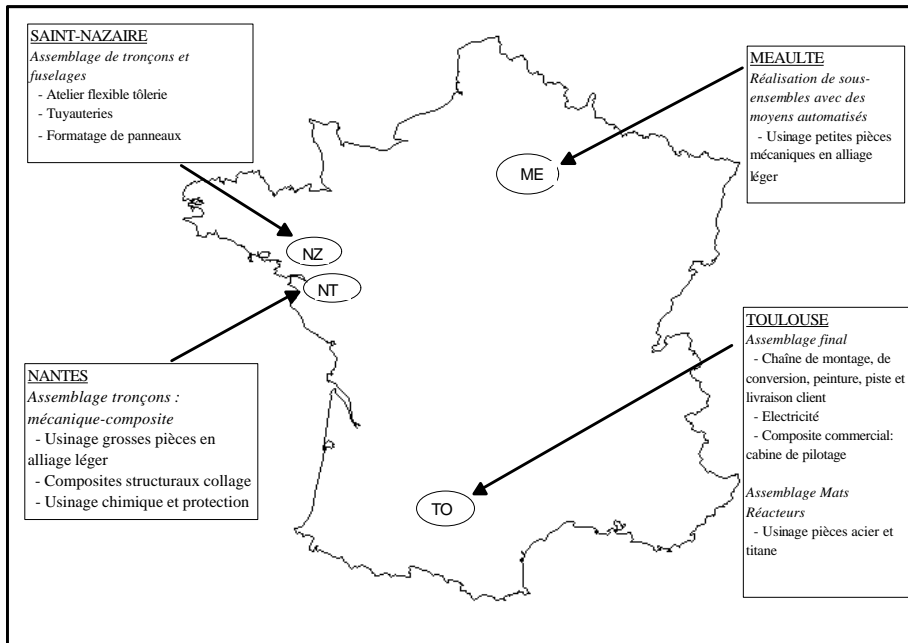 SAINT-NAZAIRE
Assemblage de tronçons et
fuselages
- Atelier flexible tôlerie
- Tuyauteries
- Formatage de panneaux
MEAULTE
Réalisation de sous-
ensembles avec des
moyens automatisés
- Usinage petites pièces
mécaniques en alliage
léger
ME
NZ
NT
TO
NANTES
Assemblage tronçons :
mécanique-composite
- Usinage grosses pièces en
alliage léger
- Composites structuraux collage
- Usinage chimique et protection
TOULOUSE
Assemblage final
- Chaîne de montage, de
conversion, peinture, piste et
livraison client
- Electricité
- Composite commercial:
cabine de pilotage
Assemblage Mats
Réacteurs
- Usinage pièces acier et
titane